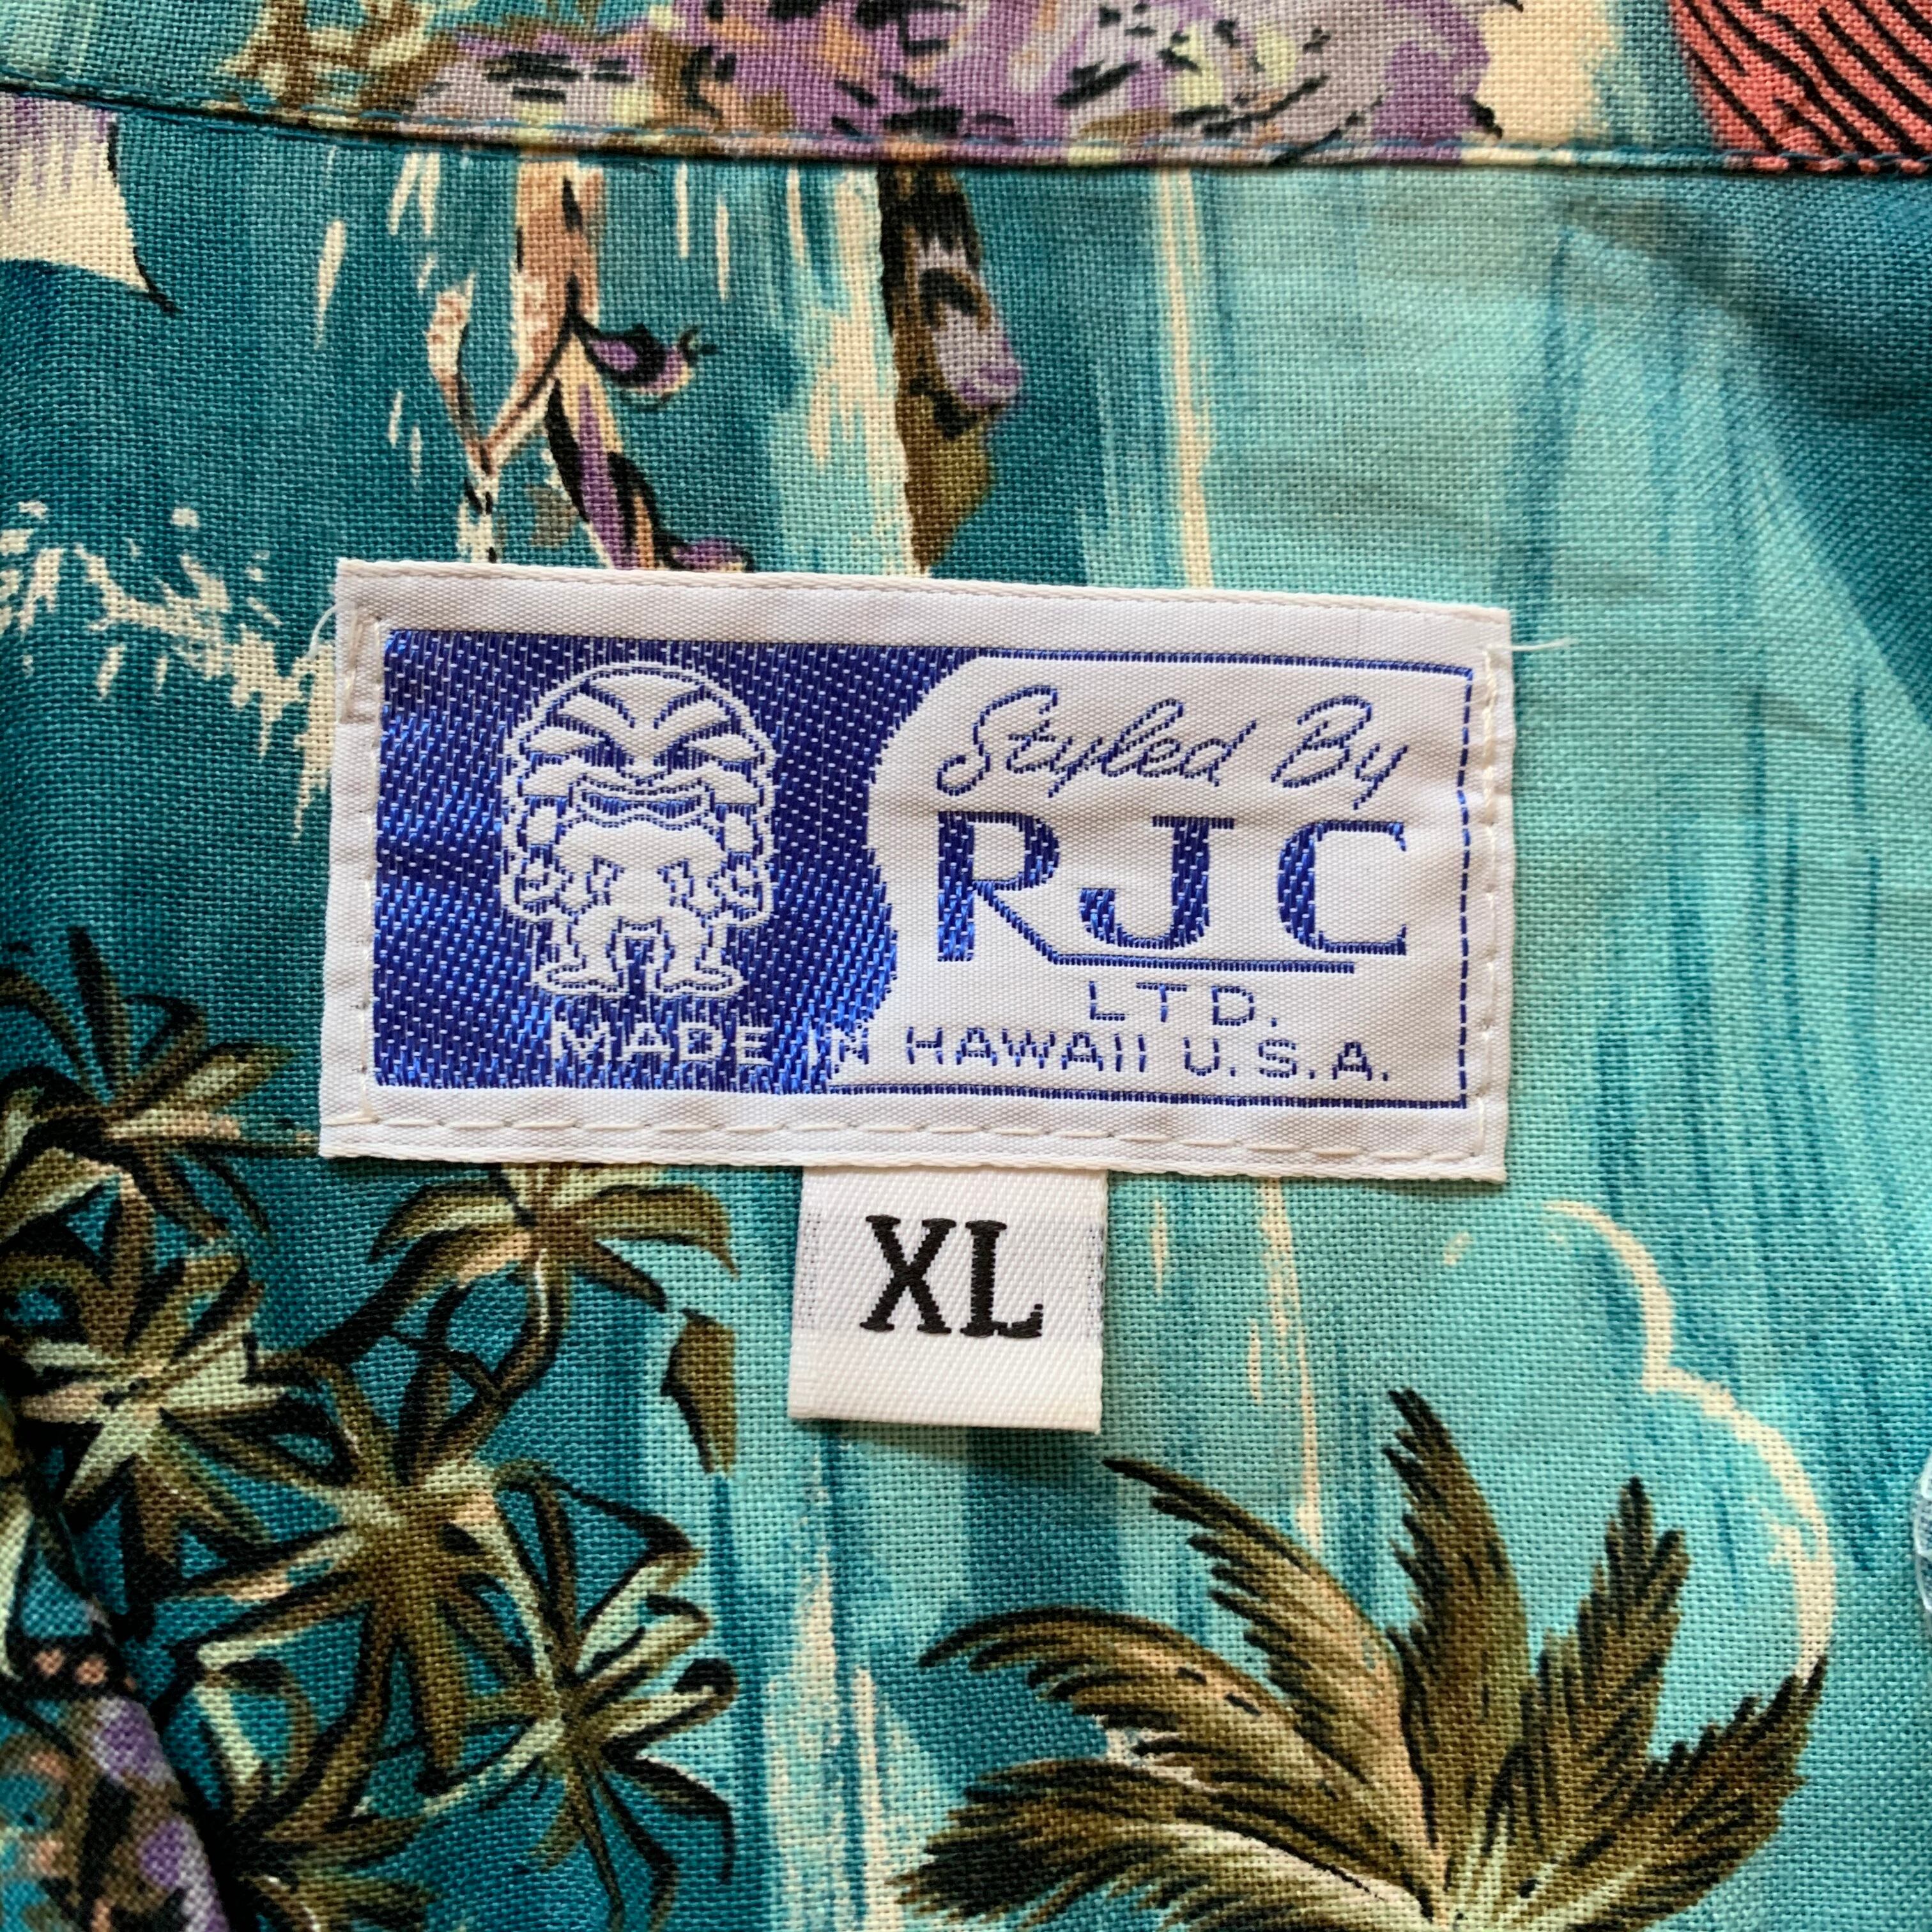 Styled By
RJC
LTD.
MADE IN HAWAII U.S.A.
XL